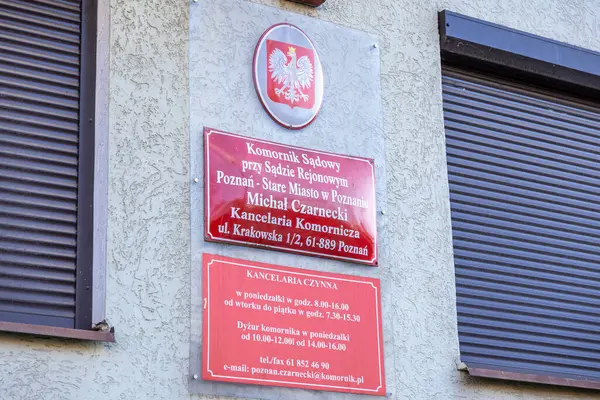 Komornik Sądowy
przy Sądzie Rejonowym
Poznań - Stare Miasto w Poznaniu
Michał Czarnecki
Kancelaria Komornicza
ul. Krakowska 1/2, 61-889 Poznań
KANCELARIA CZYNNA
w poniedzałki w godz. 8.00-16.00
od wtorku do piątku w godz. 7.30-15.30
Dyżur komornika w poniedziałki
od 10.00-12.00i od 14.00-16.00
tel./fax 61 852 46 90
e-mail: poznan.czarnecki@komornik.pl